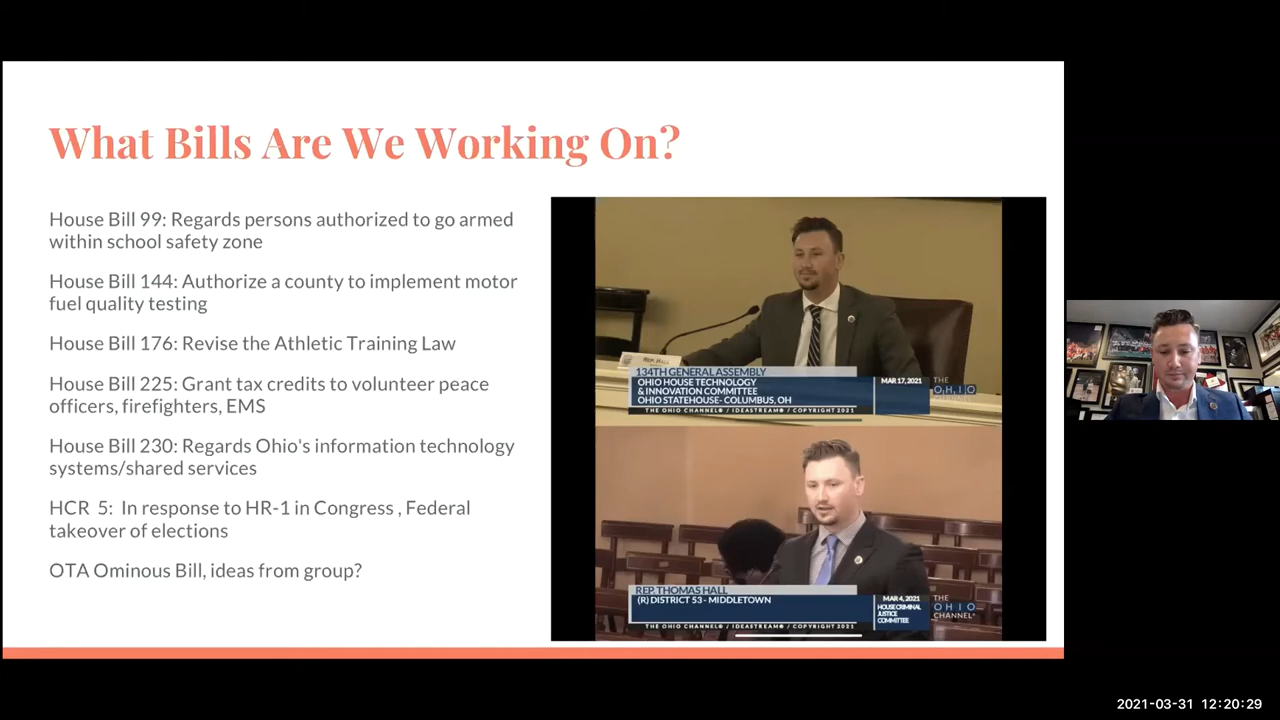 What Bills Are We Working On?
House Bill 99: Regards persons authorized to go armed
within school safety zone
House Bill 144: Authorize a county to implement motor
fuel quality testing
House Bill 176: Revise the Athletic Training Law
House Bill 225: Grant tax credits to volunteer peace
officers, firefighters, EMS
House Bill 230: Regards Ohio's information technology
systems/shared services
HCR 5: In response to HR-1 in Congress , Federal
takeover of elections
OTA Ominous Bill, ideas from group?
REP. HALL
134TH GENERAL ASSEMBLY
OHIO HOUSE TECHNOLOGY
& INNOVATION COMMITTEE
OHIO STATEHOUSE- COLUMBUS, OH
MAR 17, 2021
THE
OHIO
THE OHIO CHANNEL® / IDEASTREAM® / COPYRIGHT 2021
REP. THOMAS HALL
(R) DISTRICT 53 - MIDDLETOWN
MAR 4, 2021
HOUSE CRIMINAL
JUSTICE
COMMITTEE
THE
OHIO
CHANNEL®
THE OHIO CHANNEL® / IDEASTREAM® / COPYRIGHT 2021
2021-03-31 12:20:29